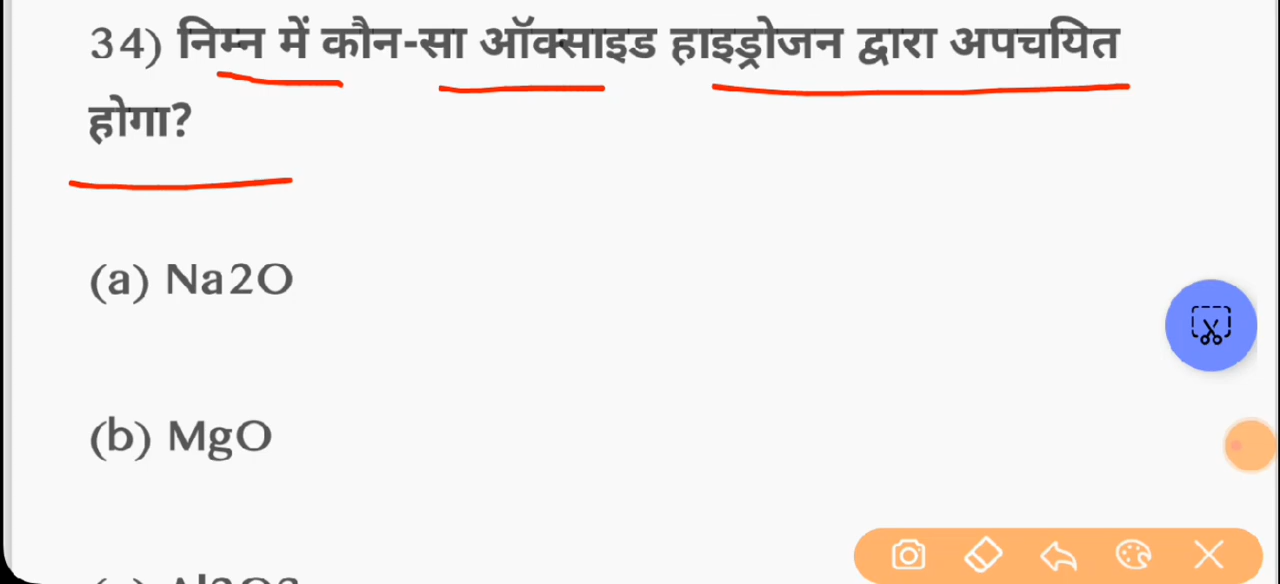 34) निम्न में कौन-सा ऑक्साइड हाइड्रोजन द्वारा अपचयित
होगा?
(a) Na2O
(b) MgO